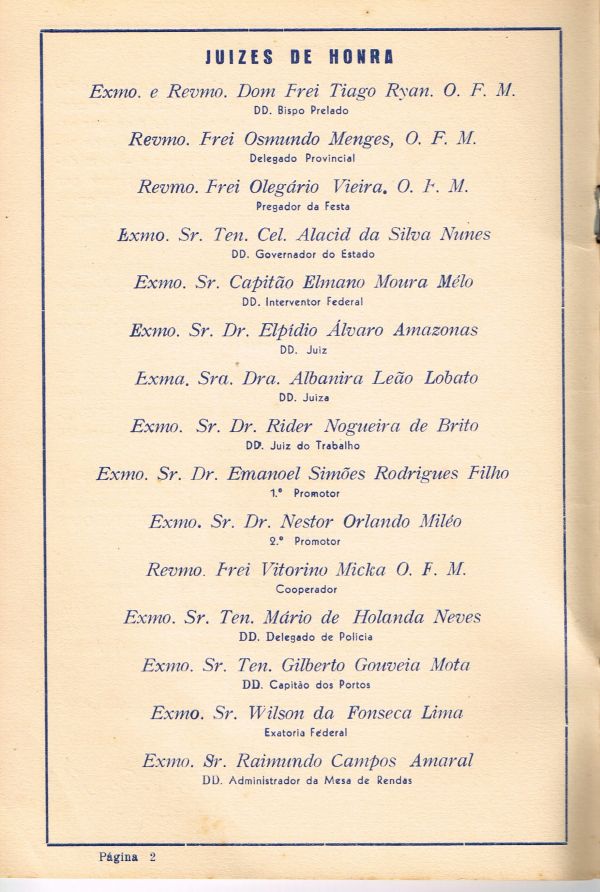 JUIZES DE HONRA
Exmo. e Revmo. Dom Frei Tiago Ryan. O. F. M.
DD. Bispo Prelado
Revmo. Frei Osmundo Menges, O. F. M.
Delegado Provincial
Revmo. Frei Olegário Vieira. O. F. M.
Pregador da Festa
Exmo. Sr. Ten. Cel. Alacid da Silva Nunes
DD. Governador do Estado
Exmo. Sr. Capitão Elmano Moura Mélo
DD. Interventor Federal
Exmo. Sr. Dr. Elpídio Álvaro Amazonas
DD. Juiz
Exma. Sra. Dra. Albanira Leão Lobato
DD. Juiza
Exmo. Sr. Dr. Rider Nogueira de Brito
DD. Juiz do Trabalho
Exmo. Sr. Dr. Emanoel Simões Rodrigues Filho
1.º Promotor
Exmo. Sr. Dr. Nestor Orlando Miléo
2.º Promotor
Revmo. Frei Vitorino Micka O. F. M.
Cooperador
Exmo. Sr. Ten. Mário de Holanda Neves
DD. Delegado de Polícia
Exmo. Sr. Ten. Gilberto Gouveia Mota
DD. Capitão dos Portos
Exmo. Sr. Wilson da Fonseca Lima
Exatoria Federal
Exmo. Sr. Raimundo Campos Amaral
DD. Administrador da Mesa de Rendas
Página 2